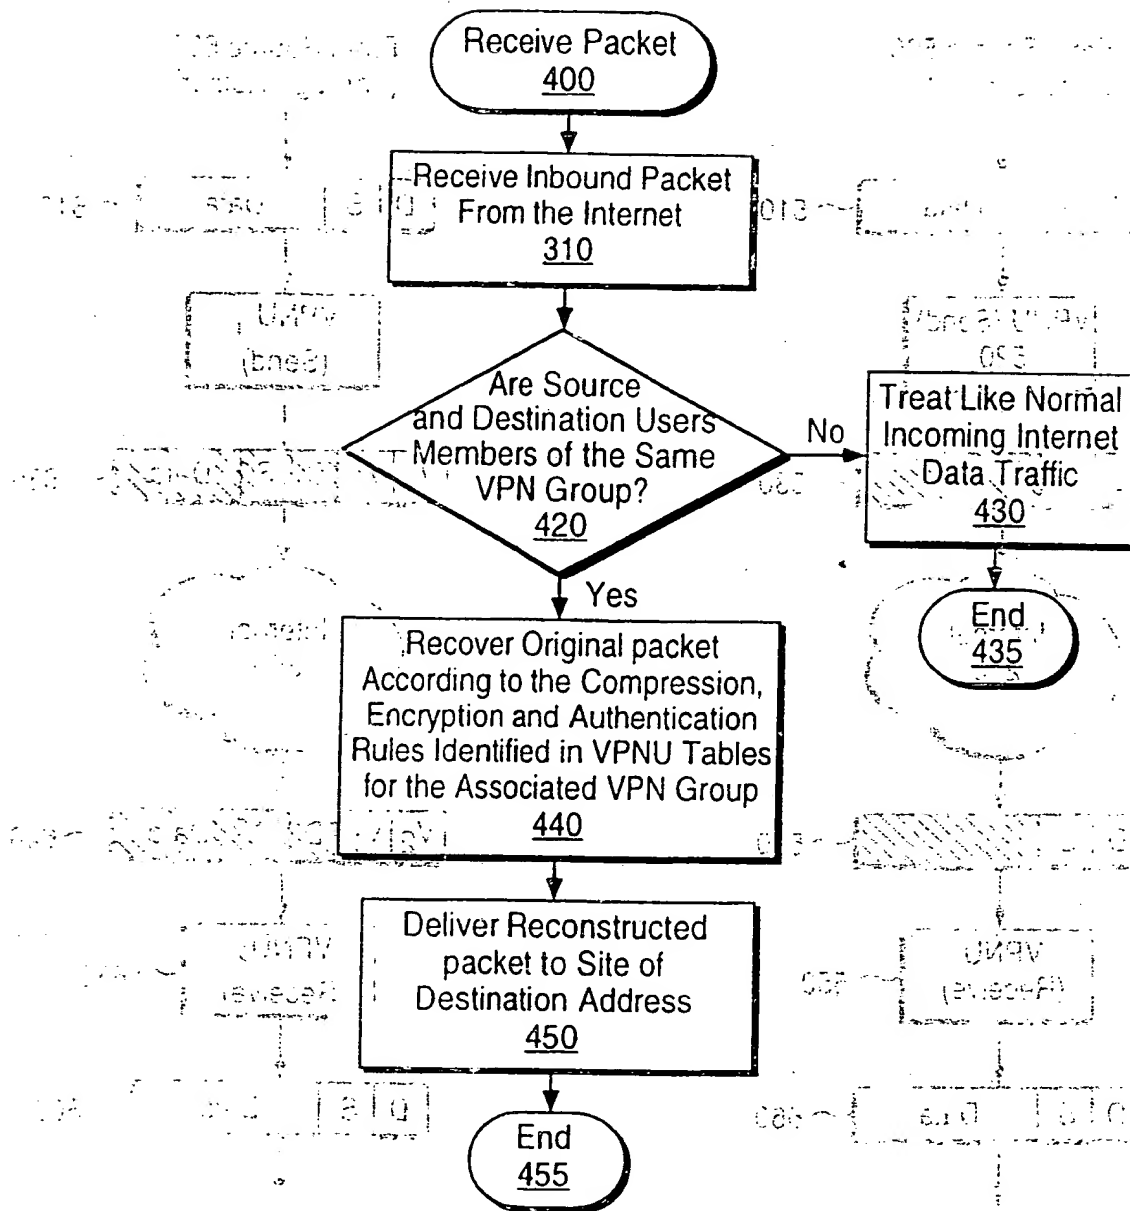 Receive Packet
400
Receive Inbound Packet
From the Internet
310
Are Source
and Destination Users
Members of the Same
VPN Group?
420
No
Treat Like Normal
Incoming Internet
Data Traffic
430
End
435
Yes
Recover Original packet
According to the Compression,
Encryption and Authentication
Rules Identified in VPNU Tables
for the Associated VPN Group
440
Deliver Reconstructed
packet to Site of
Destination Address
450
End
455